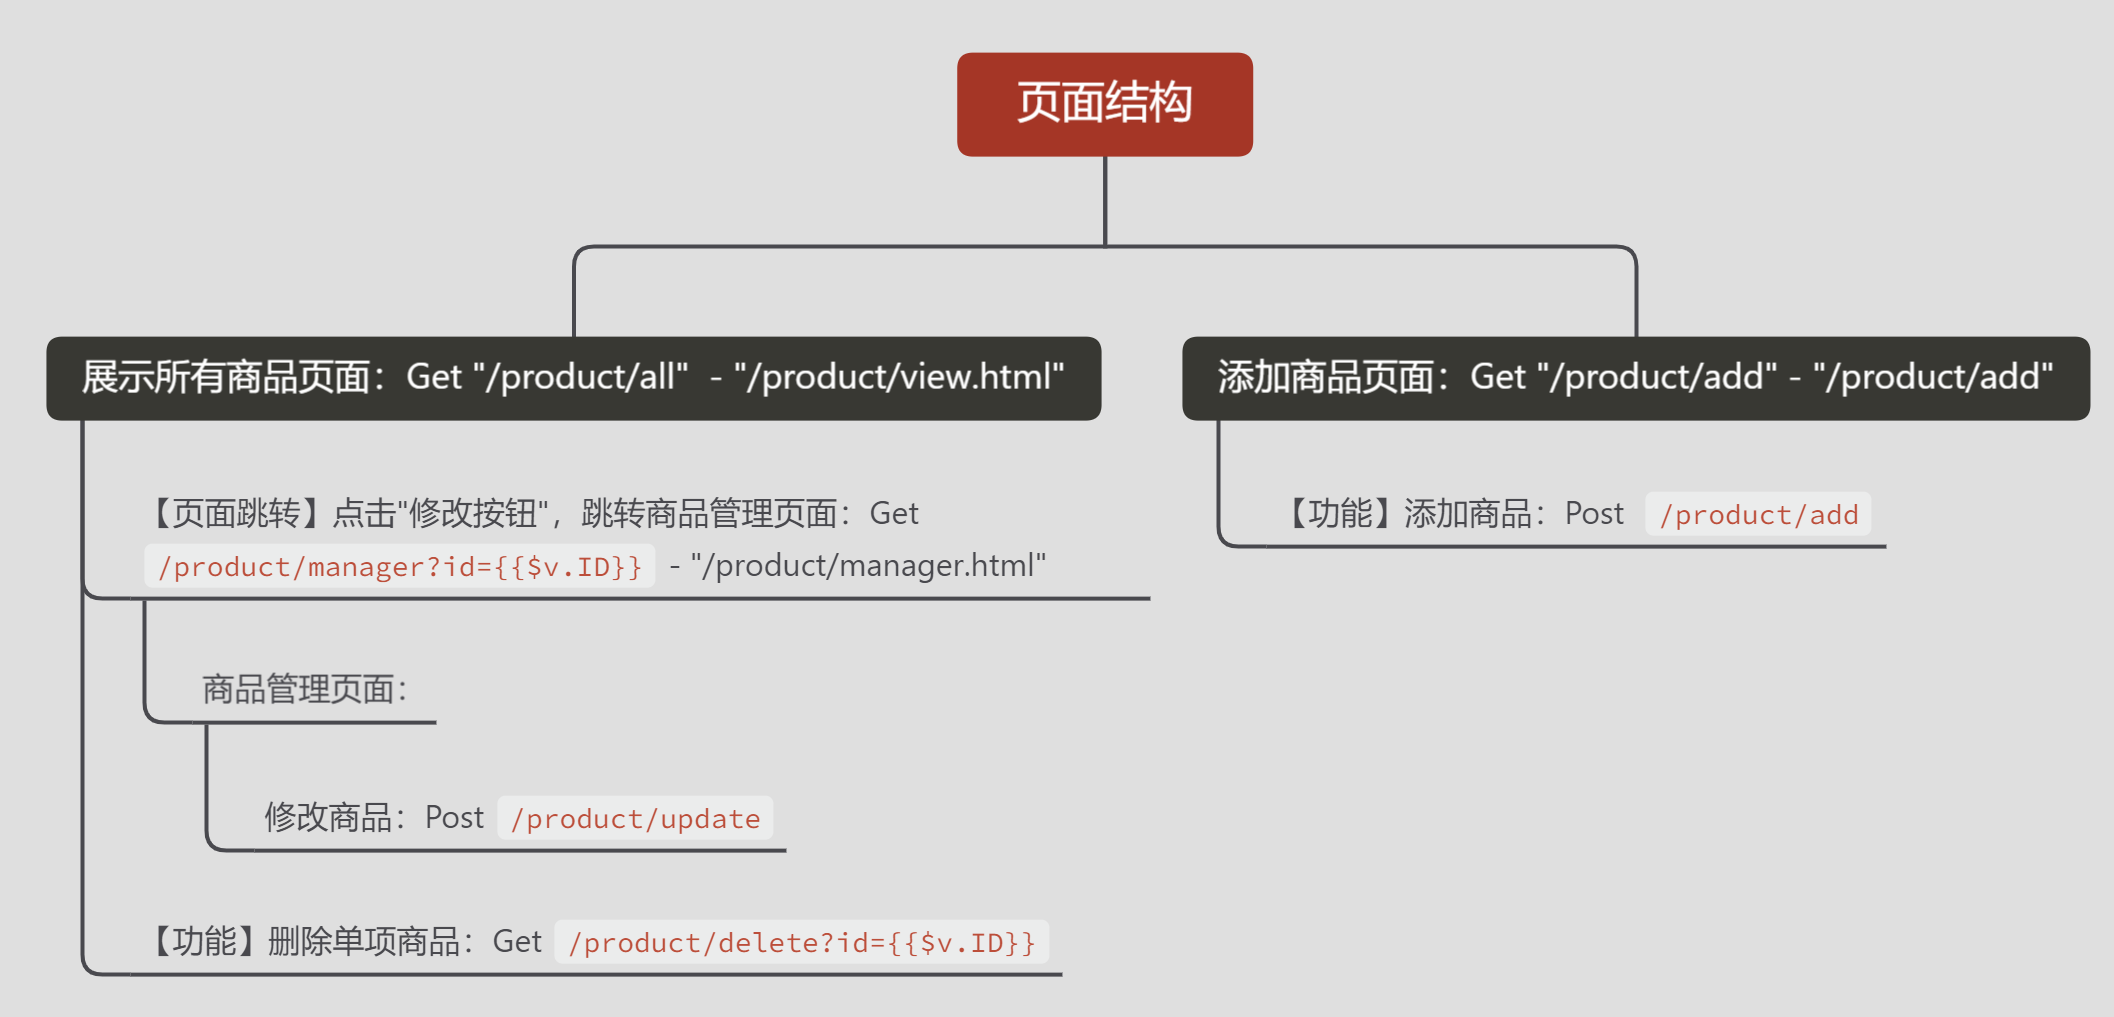 页面结构
展示所有商品页面：Get "/product/all"  - "/product/view.html"
添加商品页面：Get "/product/add" - "/product/add"
【页面跳转】点击"修改按钮"，跳转商品管理页面：Get
/product/manager?id={{$v.ID}} - "/product/manager.html"
【功能】添加商品：Post /product/add
商品管理页面：
修改商品：Post /product/update
【功能】删除单项商品：Get /product/delete?id={{$v.ID}}